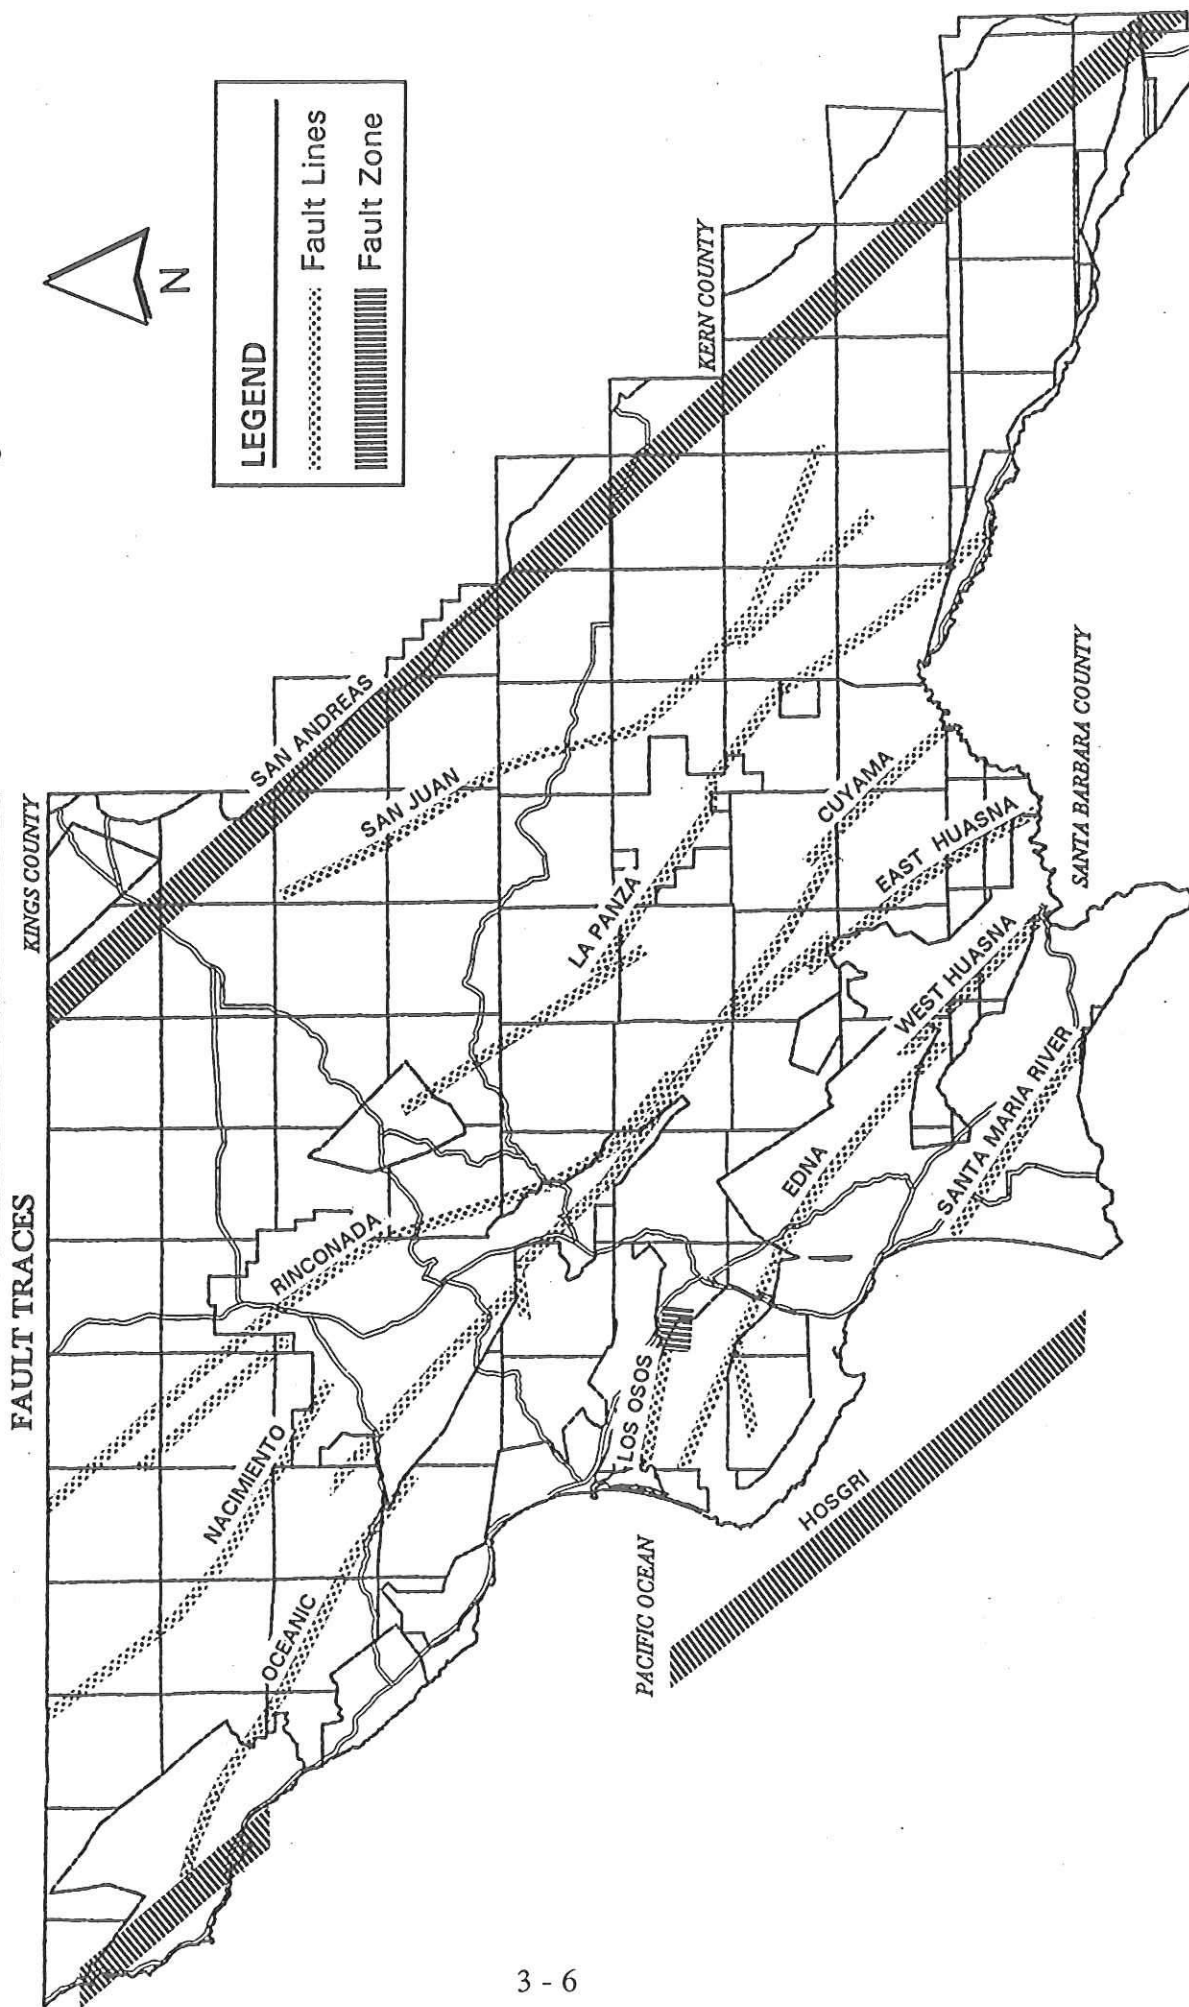 FAULT TRACES
N
LEGEND
Fault Lines
Fault Zone
KINGS COUNTY
SAN ANDREAS
SAN JUAN
KERN COUNTY
RINCONADA
LA PANZA
NACIMIENTO
CUYAMA
OCEANIC
EAST HUASNA
WEST HUASNA
SANTA BARBARA COUNTY
EDNA
LOS OSOS
SANTA MARIA RIVER
PACIFIC OCEAN
HOSGRI
3 - 6